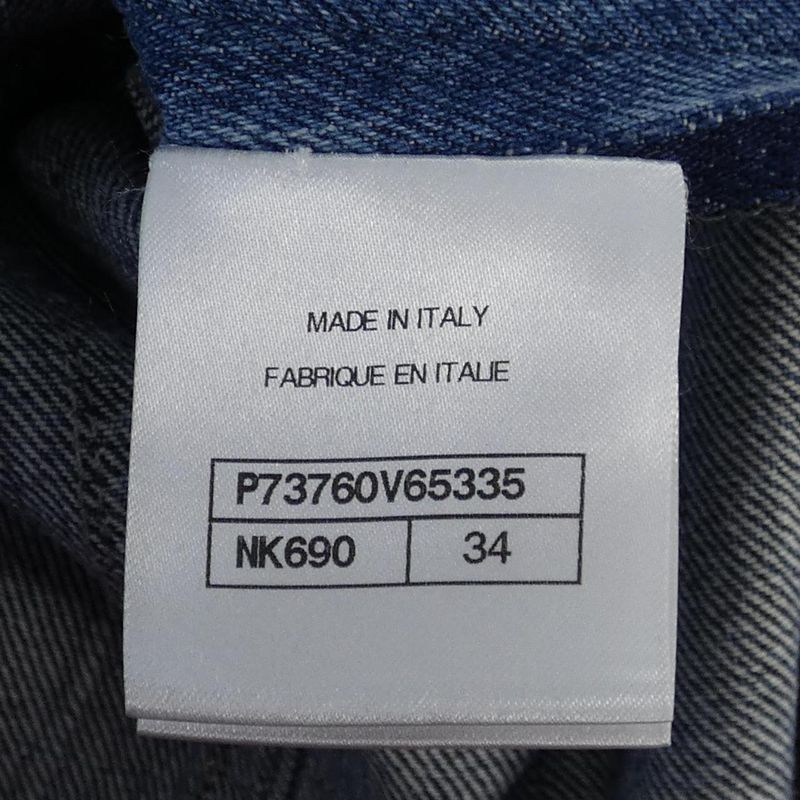 MADE IN ITALY
FABRIQUE EN ITALIE
P73760V65335
NK690 34